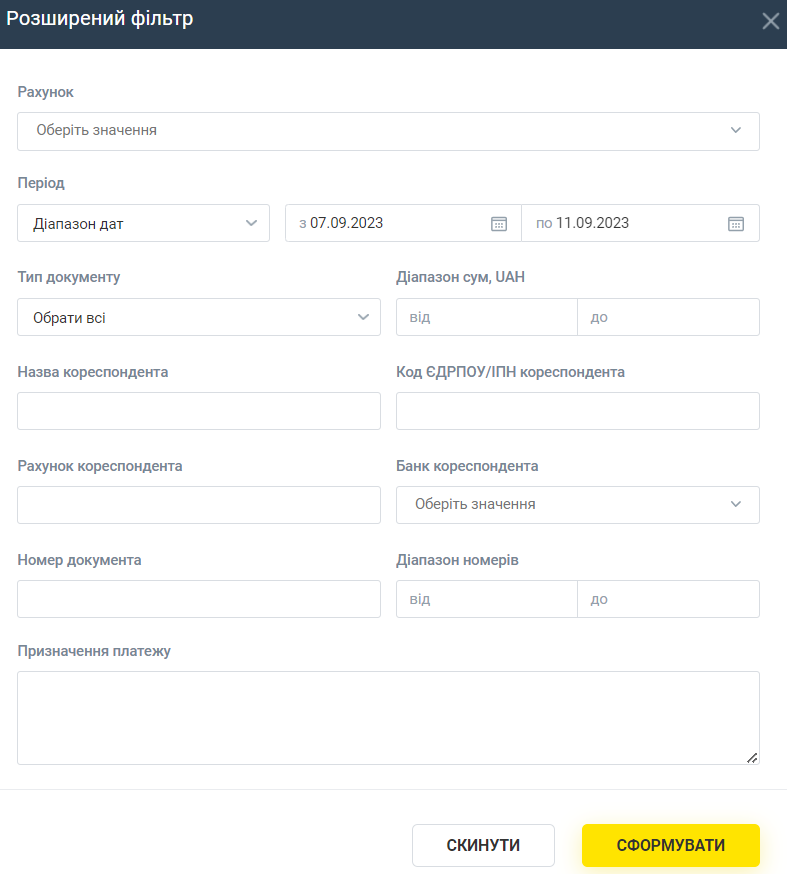 Розширений фільтр
Рахунок
Оберіть значення
Період
Діапазон дат з 07.09.2023 по 11.09.2023
Тип документу Діапазон сум, UAH
Обрати всі від до
Назва кореспондента Код ЄДРПОУ/ІПН кореспондента
Рахунок кореспондента Банк кореспондента
Оберіть значення
Номер документа Діапазон номерів
від до
Призначення платежу
СКИНУТИ СФОРМУВАТИ